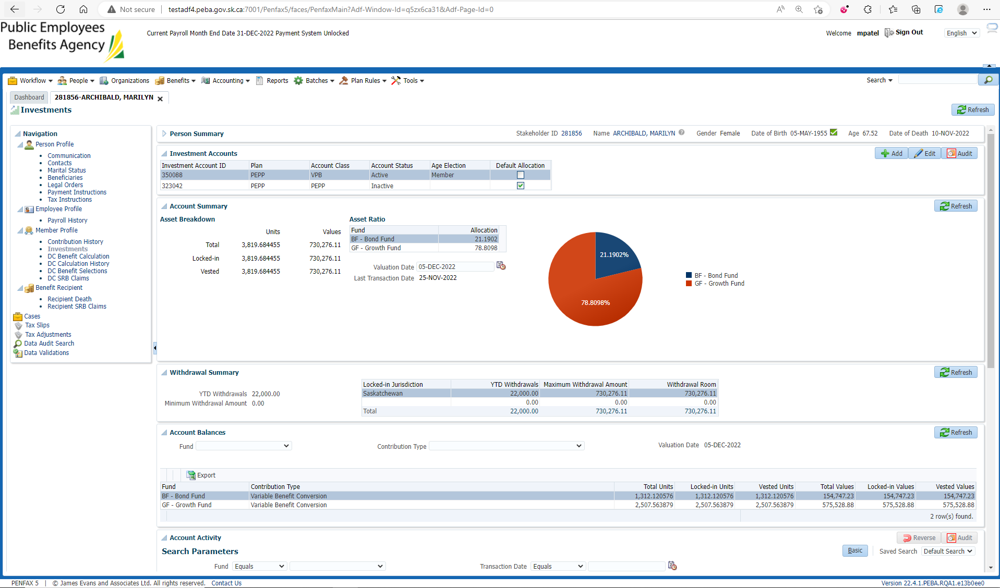 Not secure | testadf4.peba.gov.sk.ca:7001/Penfax5/faces/PenfaxMain?Adf-Window-Id=q5zx6ca31&Adf-Page-Id=0
Public Employees
Benefits Agency
Current Payroll Month End Date 31-DEC-2022 Payment System Unlocked
Welcome mpatel Sign Out English
Workflow People Organizations Benefits Accounting Reports Batches Plan Rules Tools Search
Dashboard 281856-ARCHIBALD, MARILYN
Investments Refresh
Navigation
Person Profile
Communication
Contacts
Marital Status
Beneficiaries
Legal Orders
Payment Instructions
Tax Instructions
Employee Profile
Payroll History
Member Profile
Contribution History
Investments
DC Benefit Calculation
DC Calculation History
DC Benefit Selections
DC SRB Claims
Benefit Recipient
Recipient Death
Recipient SRB Claims
Cases
Tax Slips
Tax Adjustments
Data Audit Search
Data Validations
Person Summary Stakeholder ID 281856 Name ARCHIBALD, MARILYN Gender Female Date of Birth 05-MAY-1955 Age 67.52 Date of Death 10-NOV-2022
Investment Accounts Add Edit Audit
Investment Account ID Plan Account Class Account Status Age Election Default Allocation
350088 PEPP VPB Active Member
323042 PEPP PEPP Inactive
Account Summary Refresh
Asset Breakdown
Units Values
Total 3,819.684455 730,276.11
Locked-in 3,819.684455 730,276.11
Vested 3,819.684455 730,276.11
Asset Ratio
Fund Allocation
BF - Bond Fund 21.1902
GF - Growth Fund 78.8098
Valuation Date 05-DEC-2022
Last Transaction Date 25-NOV-2022
21.1902%
78.8098%
BF - Bond Fund
GF - Growth Fund
Withdrawal Summary Refresh
YTD Withdrawals 22,000.00
Minimum Withdrawal Amount 0.00
Locked-in Jurisdiction YTD Withdrawals Maximum Withdrawal Amount Withdrawal Room
Saskatchewan 22,000.00 730,276.11 730,276.11
0.00 0.00 0.00
Total 22,000.00 730,276.11 730,276.11
Account Balances Refresh
Fund Contribution Type Valuation Date 05-DEC-2022
Export
Fund Contribution Type Total Units Locked-in Units Vested Units Total Values Locked-in Values Vested Values
BF - Bond Fund Variable Benefit Conversion 1,312.120576 1,312.120576 1,312.120576 154,747.23 154,747.23 154,747.23
GF - Growth Fund Variable Benefit Conversion 2,507.563879 2,507.563879 2,507.563879 575,528.88 575,528.88 575,528.88
2 row(s) found.
Account Activity Reverse Audit
Search Parameters Basic Saved Search Default Search
Fund Equals Transaction Date Equals
PENFAX 5 | © James Evans and Associates Ltd. All rights reserved. Contact Us Version 22.4.1.PEBA.RQA1.e13b0ee0